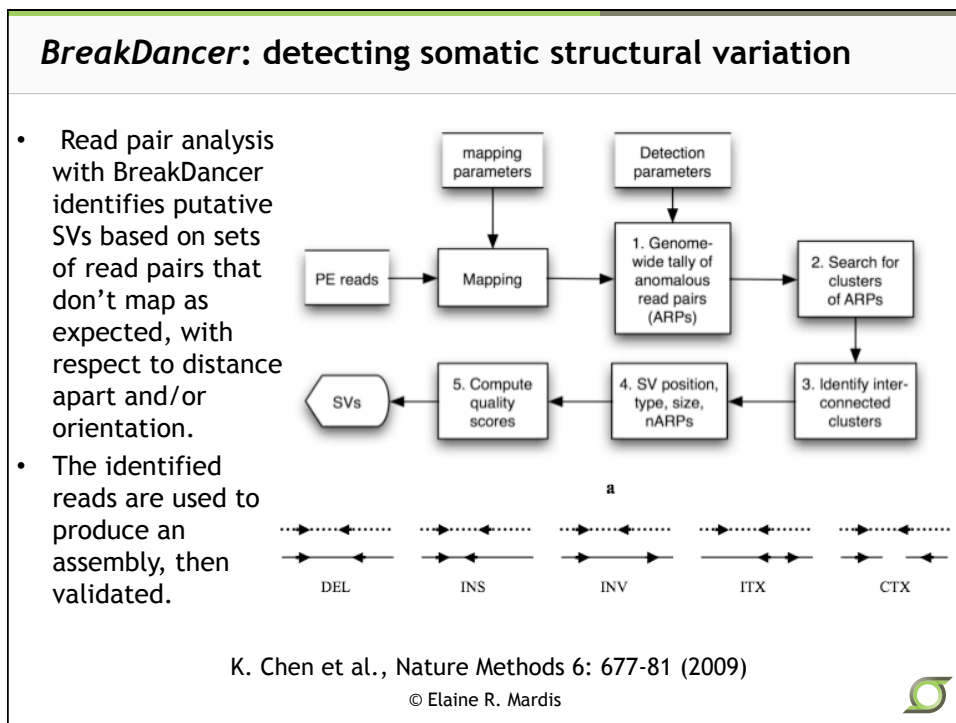 BreakDancer: detecting somatic structural variation
• Read pair analysis
with BreakDancer
identifies putative
SVs based on sets
of read pairs that
don’t map as
expected, with
respect to distance
apart and/or
orientation.
• The identified
reads are used to
produce an
assembly, then
validated.
mapping
parameters
Detection
parameters
PE reads
Mapping
1. Genome-
wide tally of
anomalous
read pairs
(ARPs)
2. Search for
clusters
of ARPs
3. Identify inter-
connected
clusters
4. SV position,
type, size,
nARPs
5. Compute
quality
scores
SVs
a
DEL INS INV ITX CTX
K. Chen et al., Nature Methods 6: 677-81 (2009)
© Elaine R. Mardis